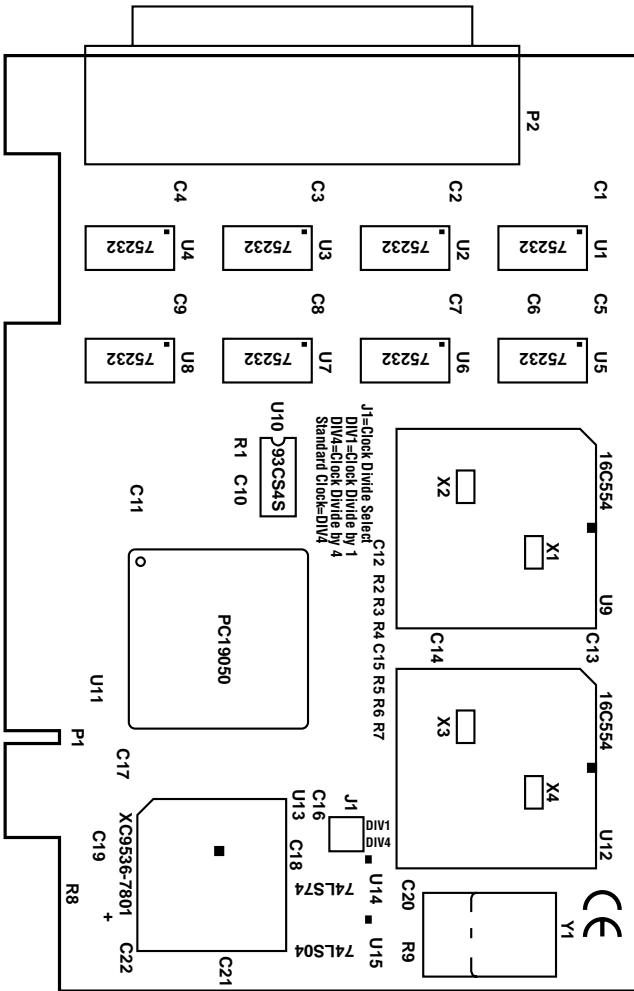 P2
C4
C3
C2
C1
75232
U4
75232
U3
75232
U2
75232
U1
C9
C8
C7
C6
C5
75232
U8
75232
U7
75232
U6
75232
U5
J1=Clock Divide Select
DIV1=Clock Divide by 1
DIV4=Clock Divide by 4
Standard Clock=DIV4
U10
93CS4S
R1
C10
C11
16C554
X2
X1
U9
C12
R2
R3
R4
C15
R5
R6
R7
C14
C13
PC19050
U11
P1
C17
16C554
X3
X4
U12
U13
C16
J1
DIV1
DIV4
XC9536-7801
C19
C18
74LS74
U14
74LS04
U15
C20
R9
Y1
CE
R8
+
C22
C21